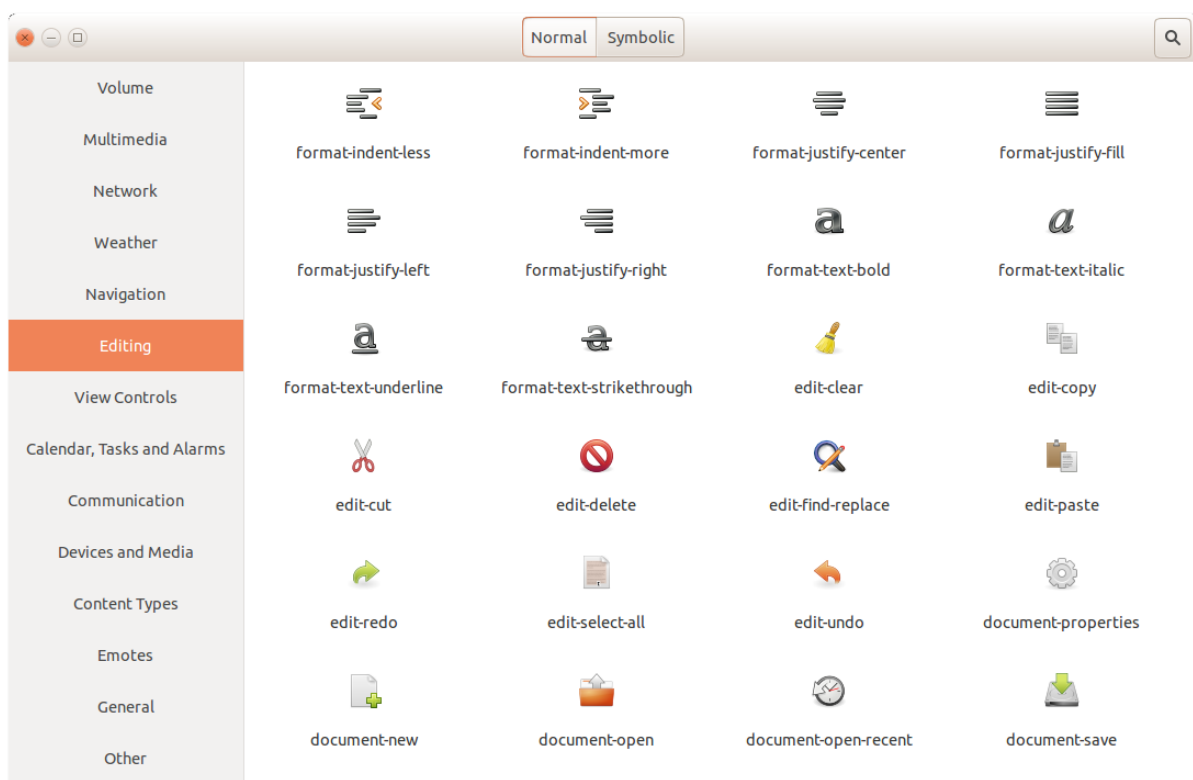 Normal Symbolic
Volume
Multimedia
Network
Weather
Navigation
Editing
View Controls
Calendar, Tasks and Alarms
Communication
Devices and Media
Content Types
Emotes
General
Other
format-indent-less format-indent-more format-justify-center format-justify-fill
format-justify-left format-justify-right format-text-bold format-text-italic
format-text-underline format-text-strikethrough edit-clear edit-copy
edit-cut edit-delete edit-find-replace edit-paste
edit-redo edit-select-all edit-undo document-properties
document-new document-open document-open-recent document-save